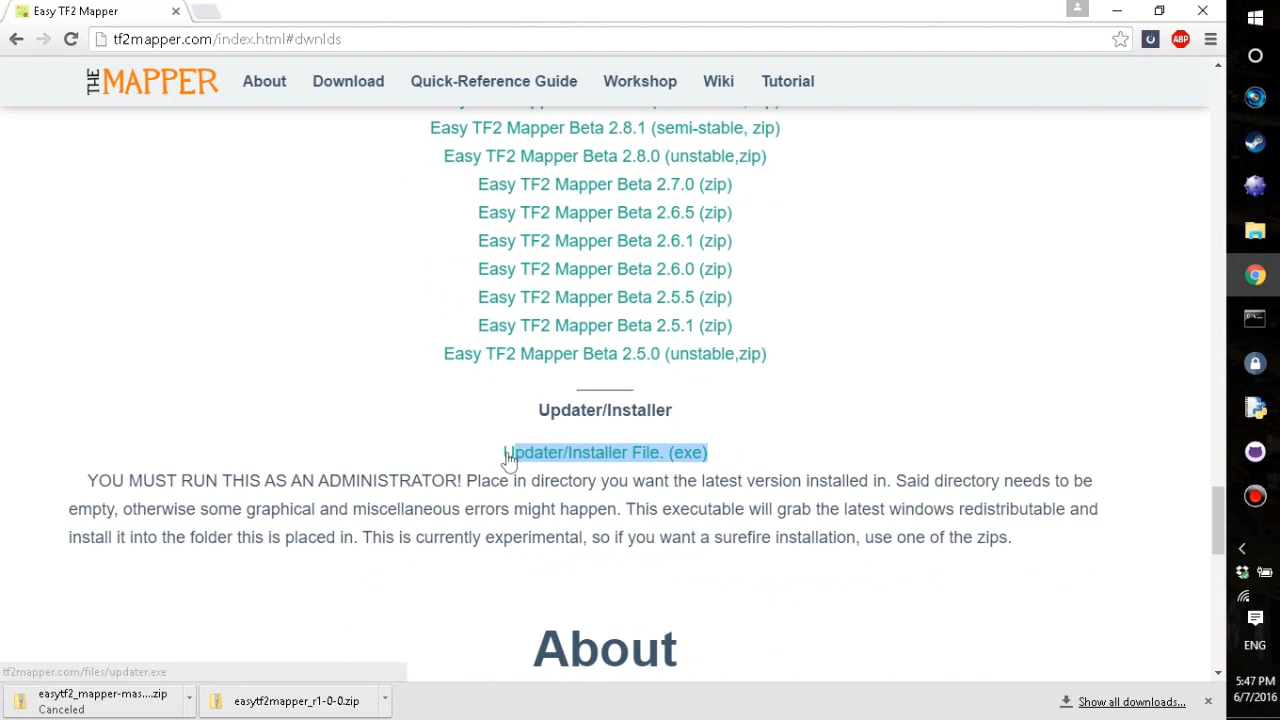 Easy TF2 Mapper
tf2mapper.com/index.html#dwnlds
ABP
THE MAPPER
About
Download
Quick-Reference Guide
Workshop
Wiki
Tutorial
Easy TF2 Mapper Beta 2.8.1 (semi-stable, zip)
Easy TF2 Mapper Beta 2.8.0 (unstable,zip)
Easy TF2 Mapper Beta 2.7.0 (zip)
Easy TF2 Mapper Beta 2.6.5 (zip)
Easy TF2 Mapper Beta 2.6.1 (zip)
Easy TF2 Mapper Beta 2.6.0 (zip)
Easy TF2 Mapper Beta 2.5.5 (zip)
Easy TF2 Mapper Beta 2.5.1 (zip)
Easy TF2 Mapper Beta 2.5.0 (unstable,zip)
Updater/Installer
Updater/Installer File. (exe)
YOU MUST RUN THIS AS AN ADMINISTRATOR! Place in directory you want the latest version installed in. Said directory needs to be
empty, otherwise some graphical and miscellaneous errors might happen. This executable will grab the latest windows redistributable and
install it into the folder this is placed in. This is currently experimental, so if you want a surefire installation, use one of the zips.
About
tf2mapper.com/files/updater.exe
easytf2_mapper-mas....zip
Canceled
easytf2mapper_r1-0-0.zip
Show all downloads...
ENG
5:47 PM
6/7/2016